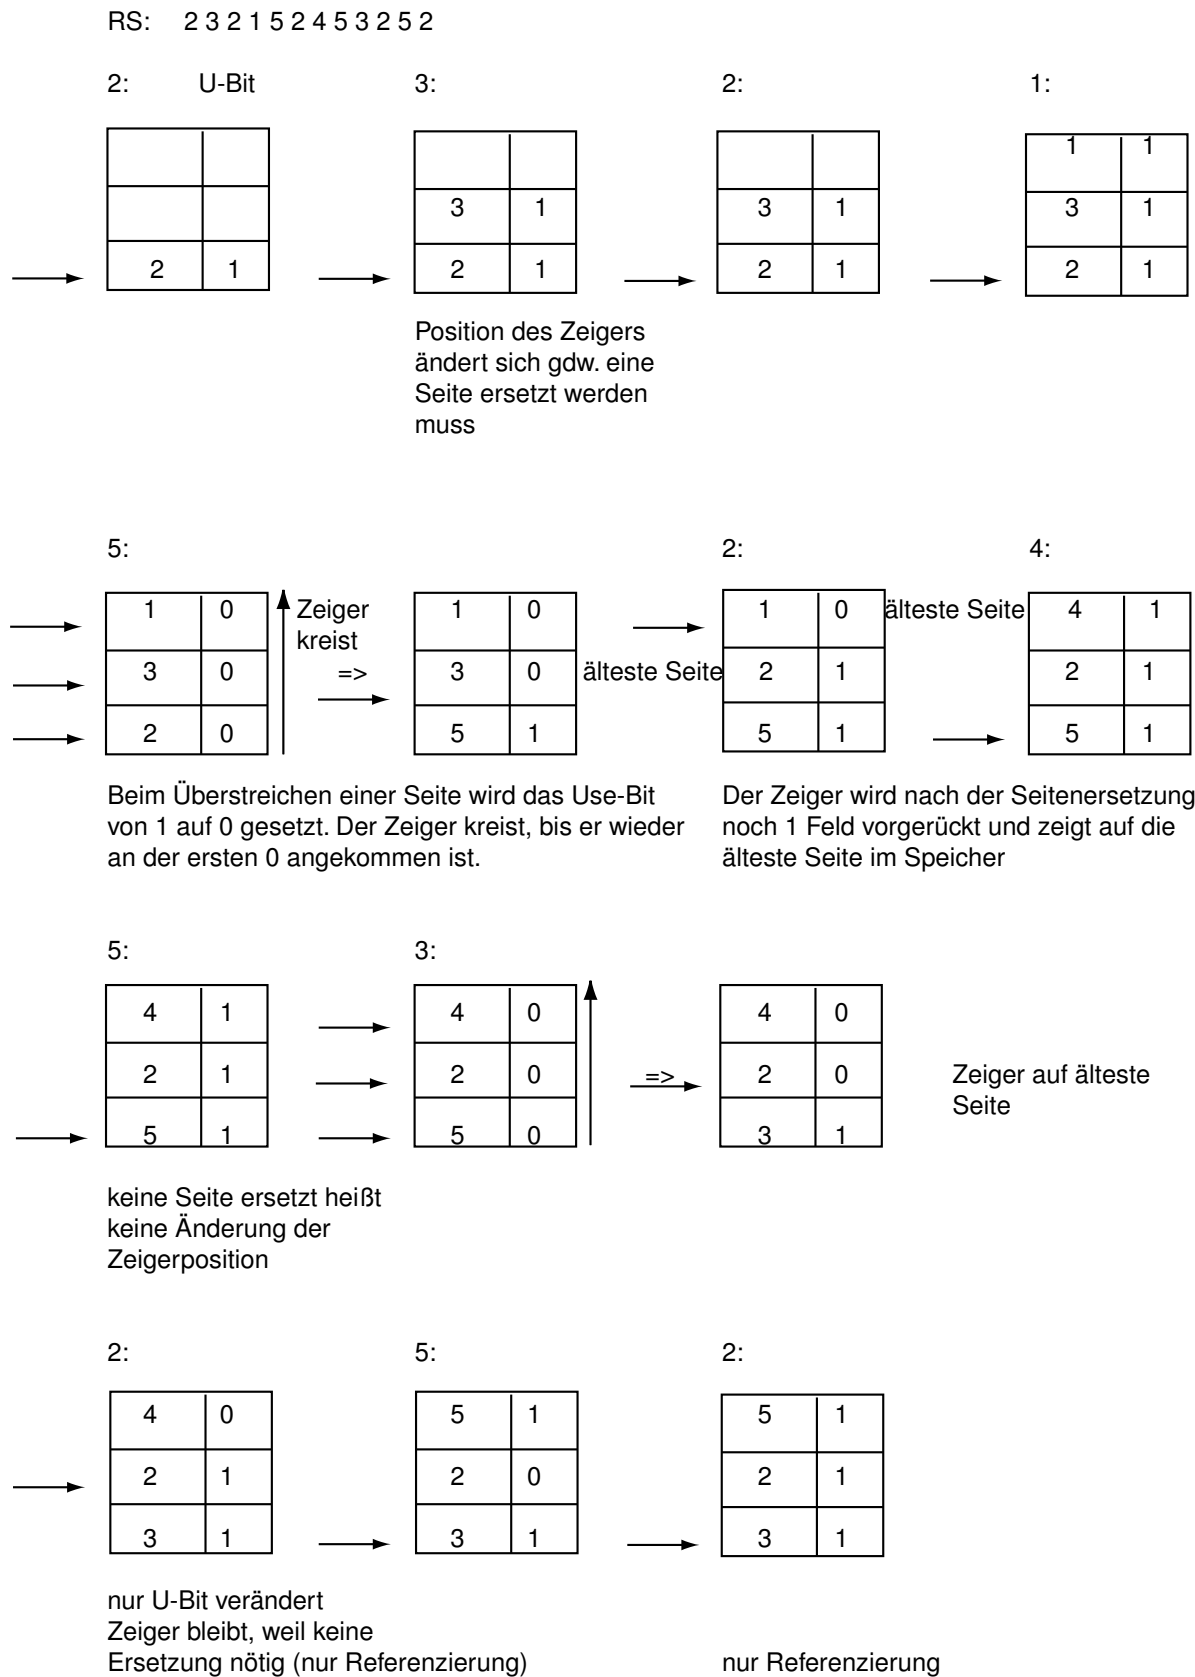 RS: 2 3 2 1 5 2 4 5 3 2 5 2
2: U-Bit 3: 2: 1:
1 1
3 1 3 1 3 1
2 1 2 1 2 1 2 1
Position des Zeigers
ändert sich gdw. eine
Seite ersetzt werden
muss
5: 2: 4:
1 0 Zeiger 1 0 1 0 älteste Seite 4 1
kreist
3 0 => 3 0 älteste Seite 2 1 2 1
2 0 5 1 5 1 5 1
Beim Überstreichen einer Seite wird das Use-Bit
von 1 auf 0 gesetzt. Der Zeiger kreist, bis er wieder
an der ersten 0 angekommen ist.
Der Zeiger wird nach der Seitenersetzung
noch 1 Feld vorgerückt und zeigt auf die
älteste Seite im Speicher
5: 3:
4 1 4 0 4 0
2 1 2 0 => 2 0 Zeiger auf älteste
Seite
5 1 5 0 3 1
keine Seite ersetzt heißt
keine Änderung der
Zeigerposition
2: 5: 2:
4 0 5 1 5 1
2 1 2 0 2 1
3 1 3 1 3 1
nur U-Bit verändert
Zeiger bleibt, weil keine
Ersetzung nötig (nur Referenzierung)
nur Referenzierung